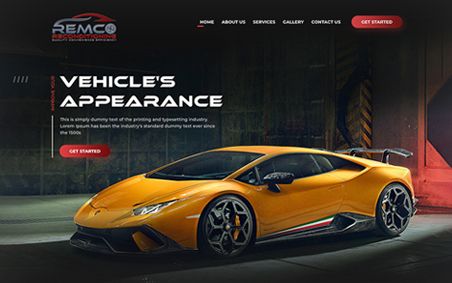 REMCO
RECONDITIONING
QUALITY CONVENIENCE EFFICIENCY
HOME ABOUT US SERVICES GALLERY CONTACT US GET STARTED
IMPROVE YOUR
VEHICLE'S
APPEARANCE
This is simply dummy text of the printing and typesetting industry.
Lorem Ipsum has been the industry's standard dummy text ever since
the 1500s
GET STARTED